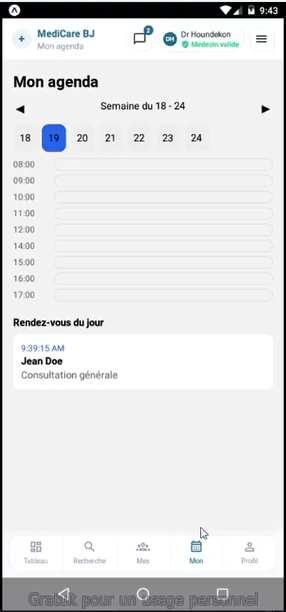 9:43
MediCare BJ
Mon agenda
2
DH
Dr Houndekon
Medecin valide
Mon agenda
Semaine du 18 - 24
18 19 20 21 22 23 24
08:00
09:00
10:00
11:00
12:00
14:00
15:00
16:00
17:00
Rendez-vous du jour
9:39:15 AM
Jean Doe
Consultation générale
Tableau Recherche Mes Mon Profil
Gratuit pour un usage personnel